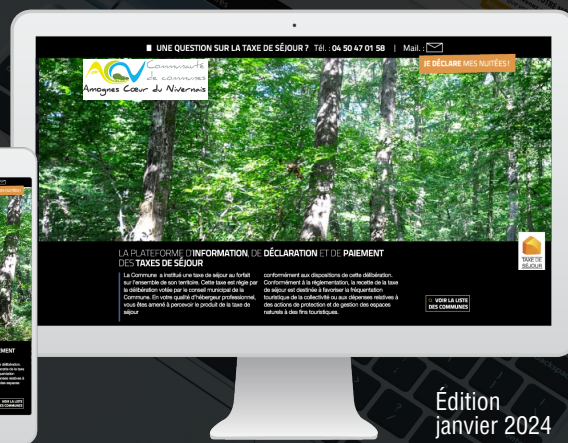 UNE QUESTION SUR LA TAXE DE SÉJOUR ? Tél. : 04 50 47 01 58 | Mail. :
JE DÉCLARE MES NUITÉES !
ACN
Communauté
de communes
Amognes Cœur du Nivernais
LA PLATEFORME D'INFORMATION, DE DÉCLARATION ET DE PAIEMENT
DES TAXES DE SÉJOUR
La Commune a institué une taxe de séjour au forfait
sur l'ensemble de son territoire. Cette taxe est régie par
la délibération votée par le conseil municipal de la
Commune. En votre qualité d'hébergeur professionnel,
vous êtes amené à percevoir le produit de la taxe de
séjour
conformément aux dispositions de cette délibération.
Conformément à la réglementation, la recette de la taxe
de séjour est destinée à favoriser la fréquentation
touristique de la collectivité ou aux dépenses relatives à
des actions de protection et de gestion des espaces
naturels à des fins touristiques.
TAXE DE
SÉJOUR
VOIR LA LISTE
DES COMMUNES
Édition
janvier 2024